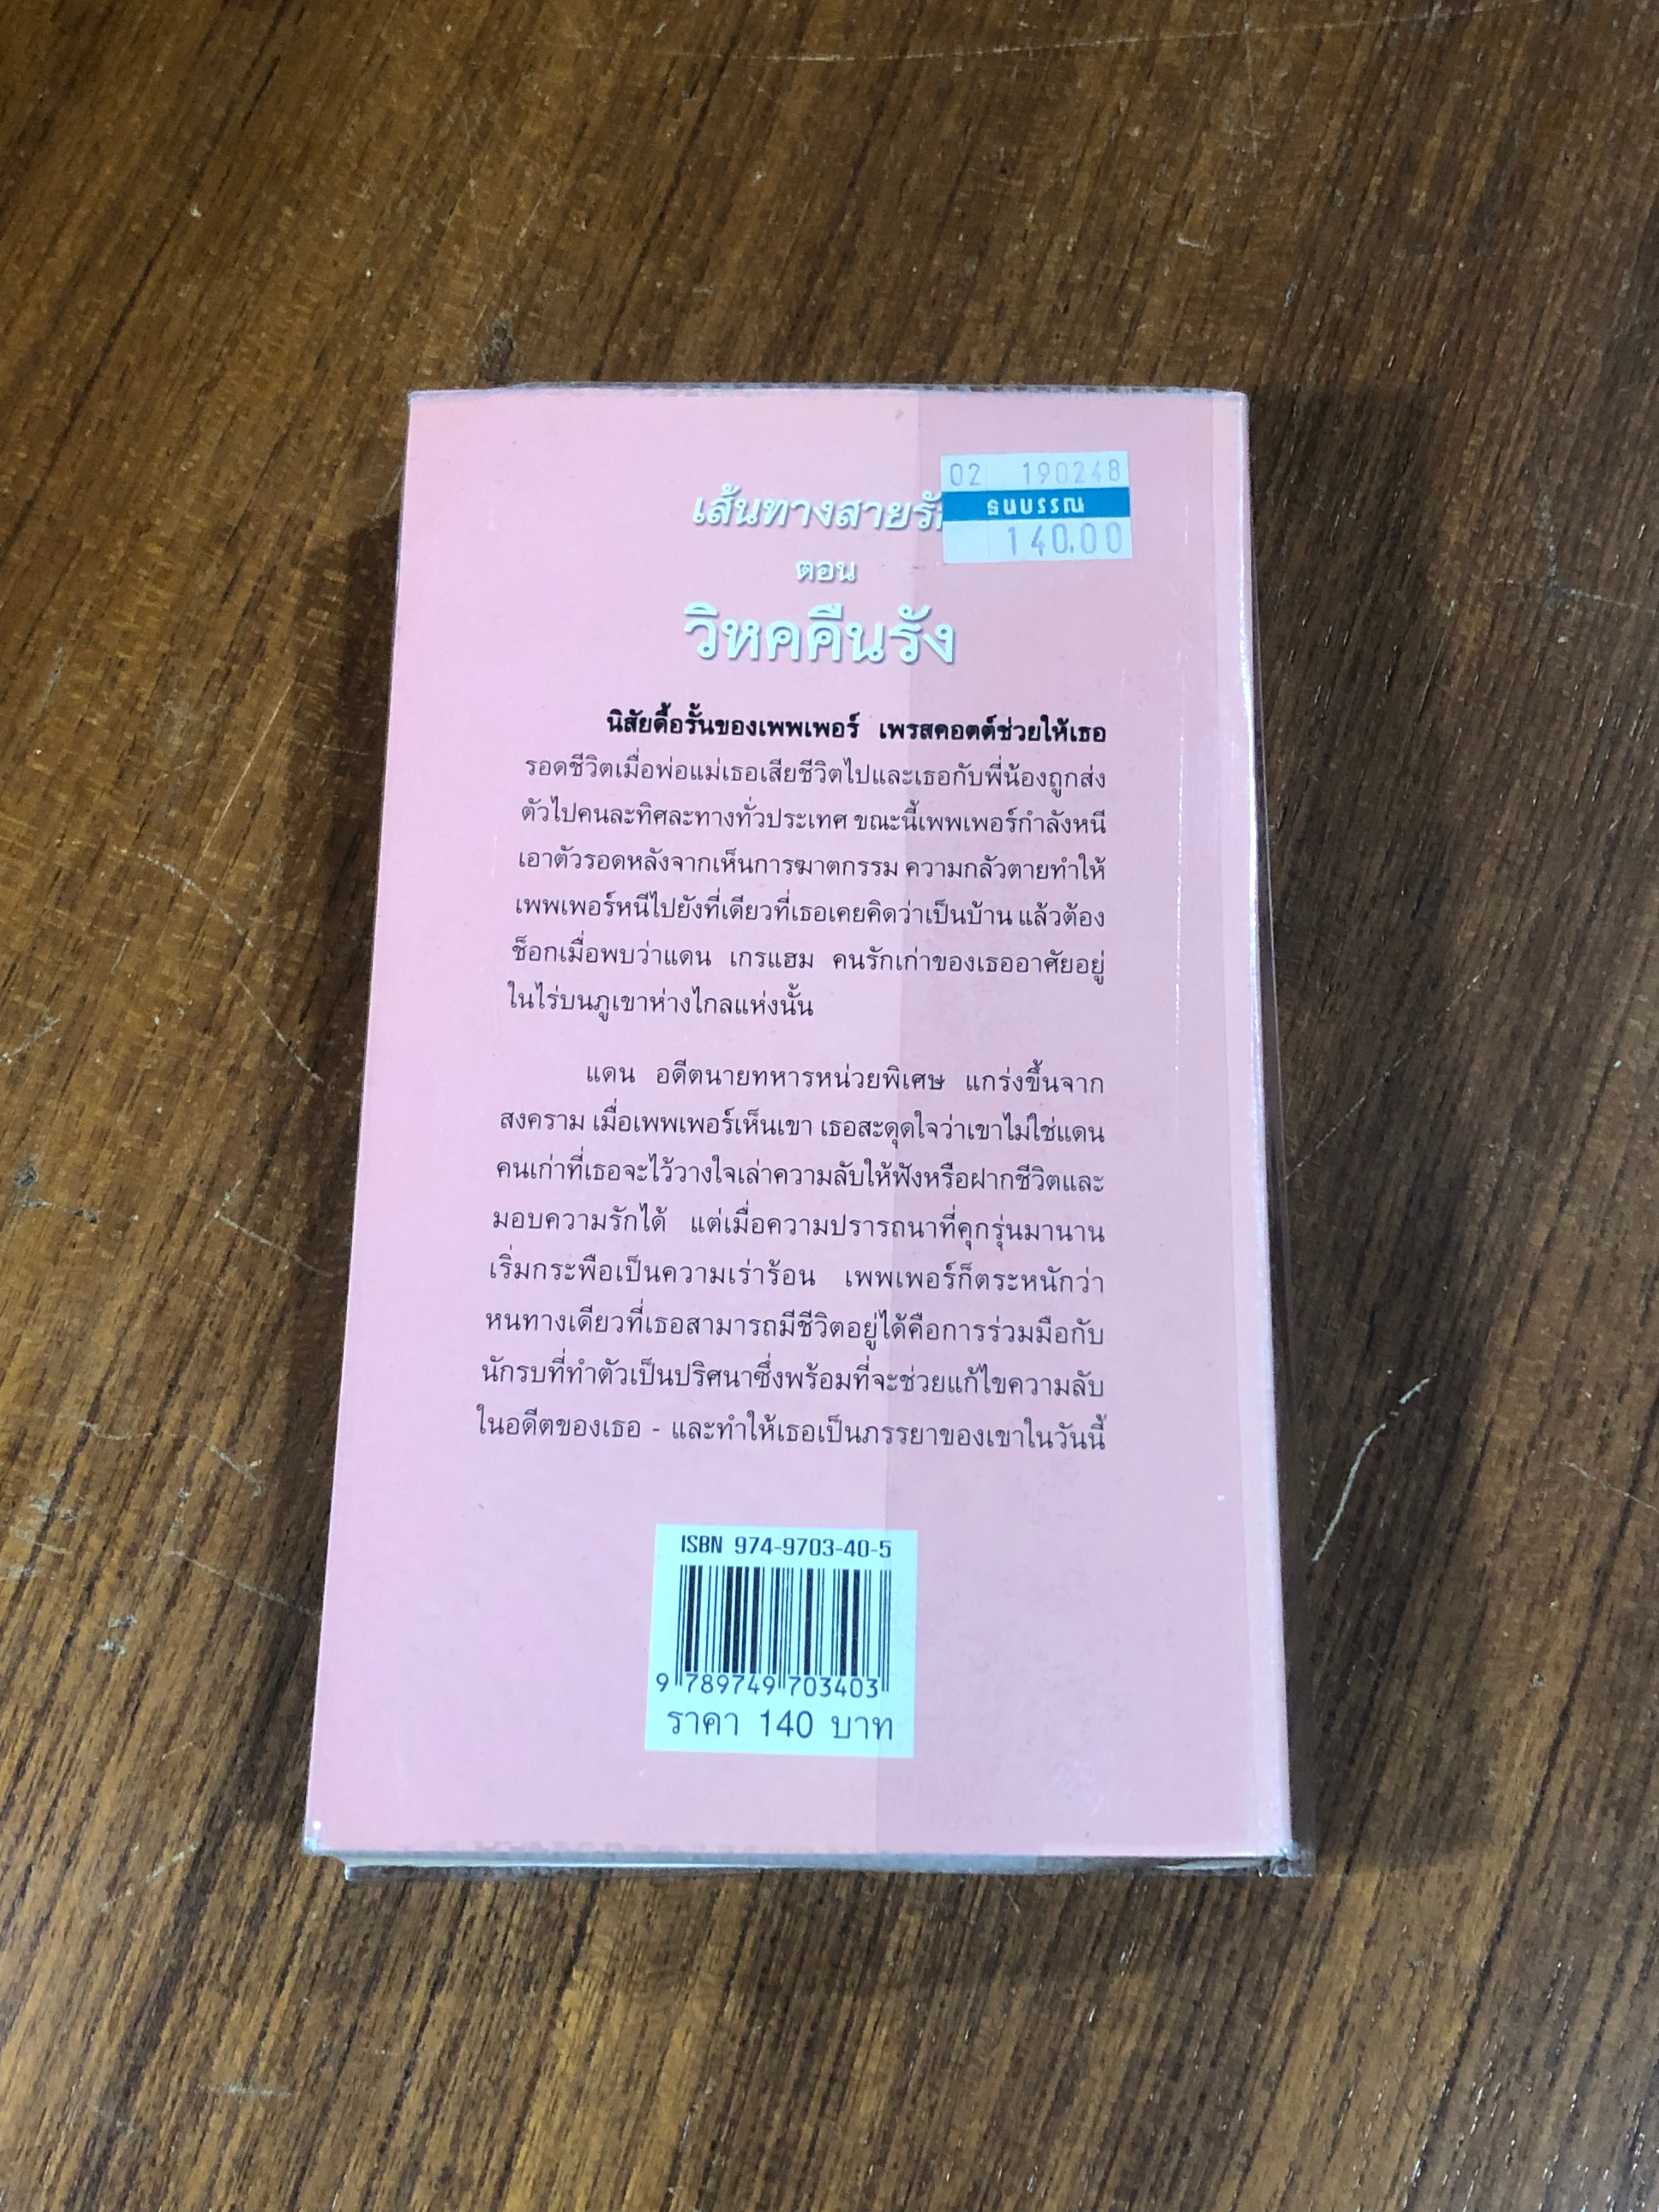 02 190248
ธนบรรณ
140.00
เส้นทางสายรั
ตอน
วิหคคืนรัง
นิสัยดื้อรั้นของเพพเพอร์ เพรสคอตต์ช่วยให้เธอ
รอดชีวิตเมื่อพ่อแม่เธอเสียชีวิตไปและเธอกับพี่น้องถูกส่ง
ตัวไปคนละทิศละทางทั่วประเทศ ขณะนี้เพพเพอร์กำลังหนี
เอาตัวรอดหลังจากเห็นการฆาตกรรม ความกลัวตายทำให้
เพพเพอร์หนีไปยังที่เดียวที่เธอเคยคิดว่าเป็นบ้าน แล้วต้อง
ช็อกเมื่อพบว่าแดน เกรแฮม คนรักเก่าของเธออาศัยอยู่
ในไร่บนภูเขาห่างไกลแห่งนั้น
แดน อดีตนายทหารหน่วยพิเศษ แกร่งขึ้นจาก
สงคราม เมื่อเพพเพอร์เห็นเขา เธอสะดุดใจว่าเขาไม่ใช่แดน
คนเก่าที่เธอจะไว้วางใจเล่าความลับให้ฟังหรือฝากชีวิตและ
มอบความรักได้ แต่เมื่อความปรารถนาที่คุกรุ่นมานาน
เริ่มกระพือเป็นความเร่าร้อน เพพเพอร์ก็ตระหนักว่า
หนทางเดียวที่เธอสามารถมีชีวิตอยู่ได้คือการร่วมมือกับ
นักรบที่ทำตัวเป็นปริศนาซึ่งพร้อมที่จะช่วยแก้ไขความลับ
ในอดีตของเธอ - และทำให้เธอเป็นภรรยาของเขาในวันนี้
ISBN 974-9703-40-5
9 789749 703403
ราคา 140 บาท